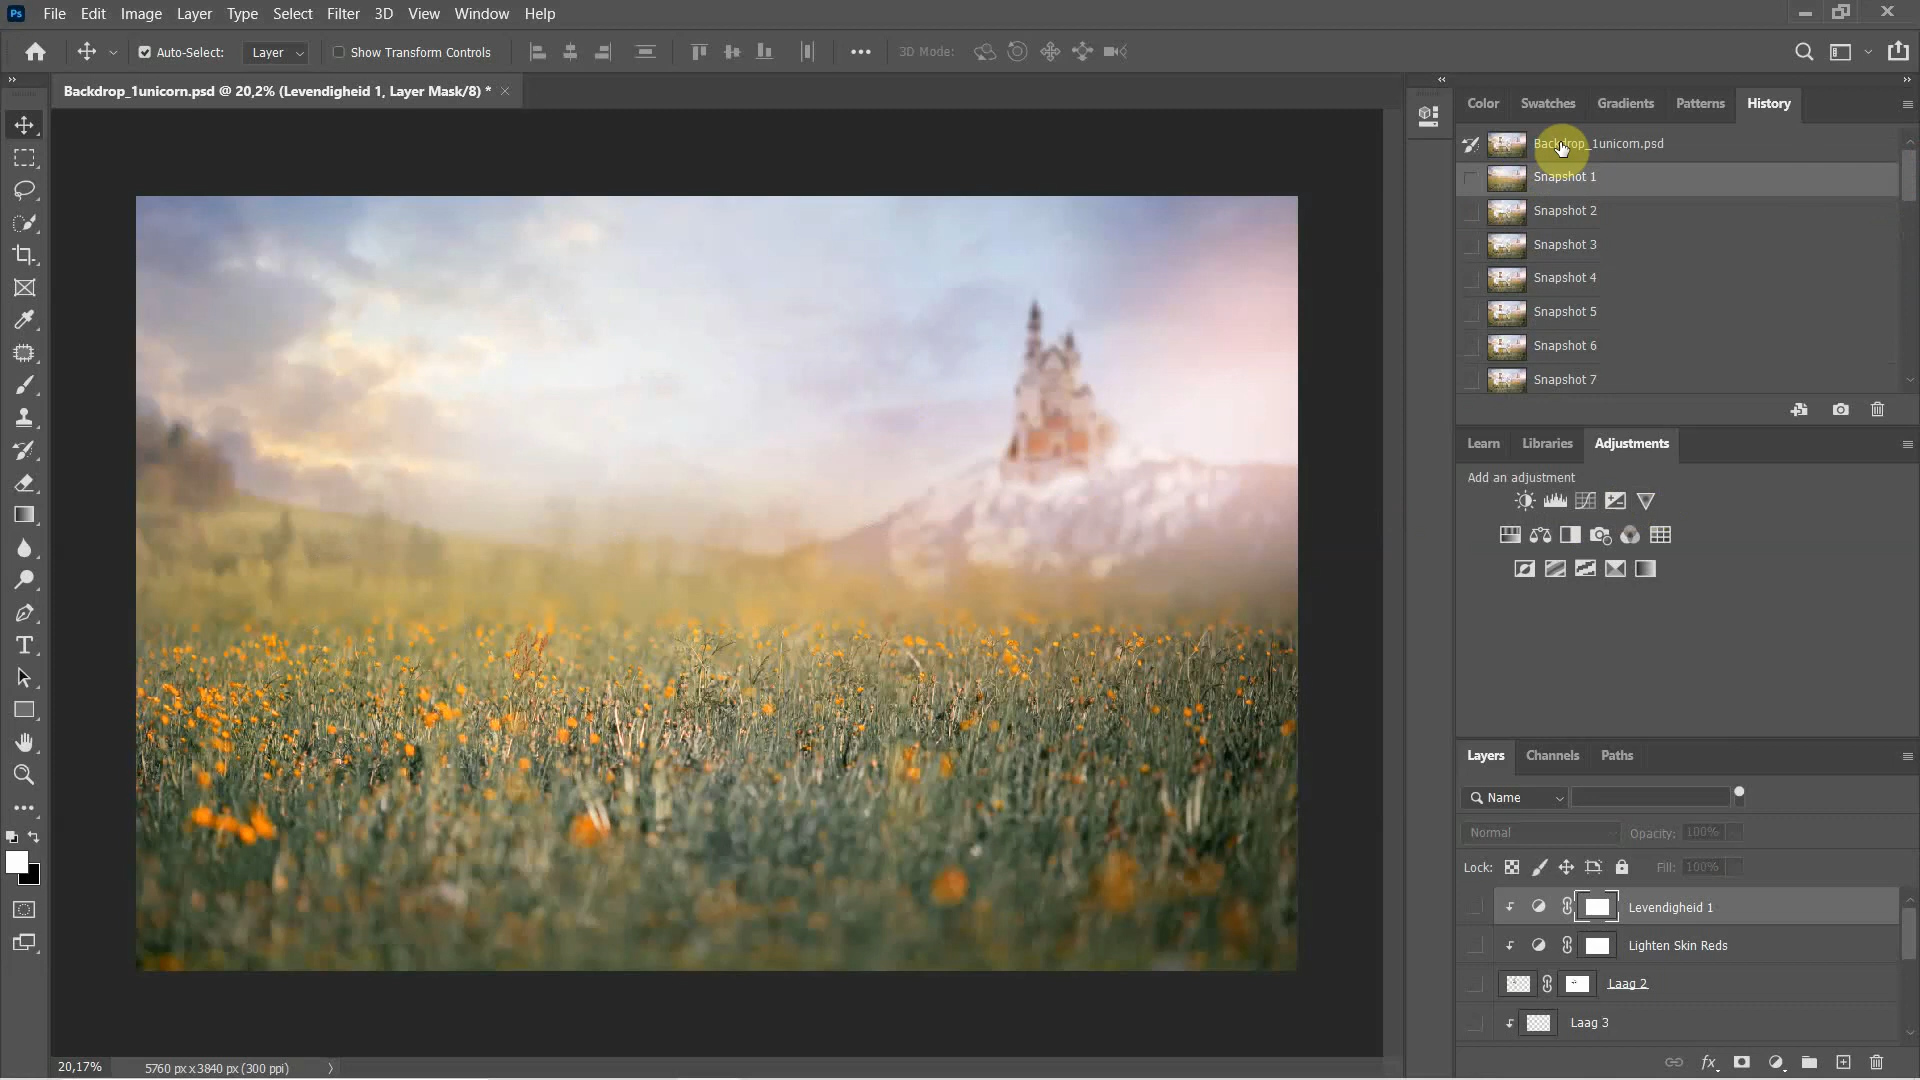 Ps File Edit Image Layer Type Select Filter 3D View Window Help
Auto-Select: Layer Show Transform Controls 3D Mode:
Backdrop_1unicorn.psd @ 20,2% (Levendigheid 1, Layer Mask/8) *
Color Swatches Gradients Patterns History
Backdrop_1unicorn.psd
Snapshot 1
Snapshot 2
Snapshot 3
Snapshot 4
Snapshot 5
Snapshot 6
Snapshot 7
Learn Libraries Adjustments
Add an adjustment
Layers Channels Paths
Name
Normal Opacity: 100%
Lock: Fill: 100%
Levendigheid 1
Lighten Skin Reds
Laag 2
Laag 3
fx
20,17% 5760 px x 3840 px (300 ppi)